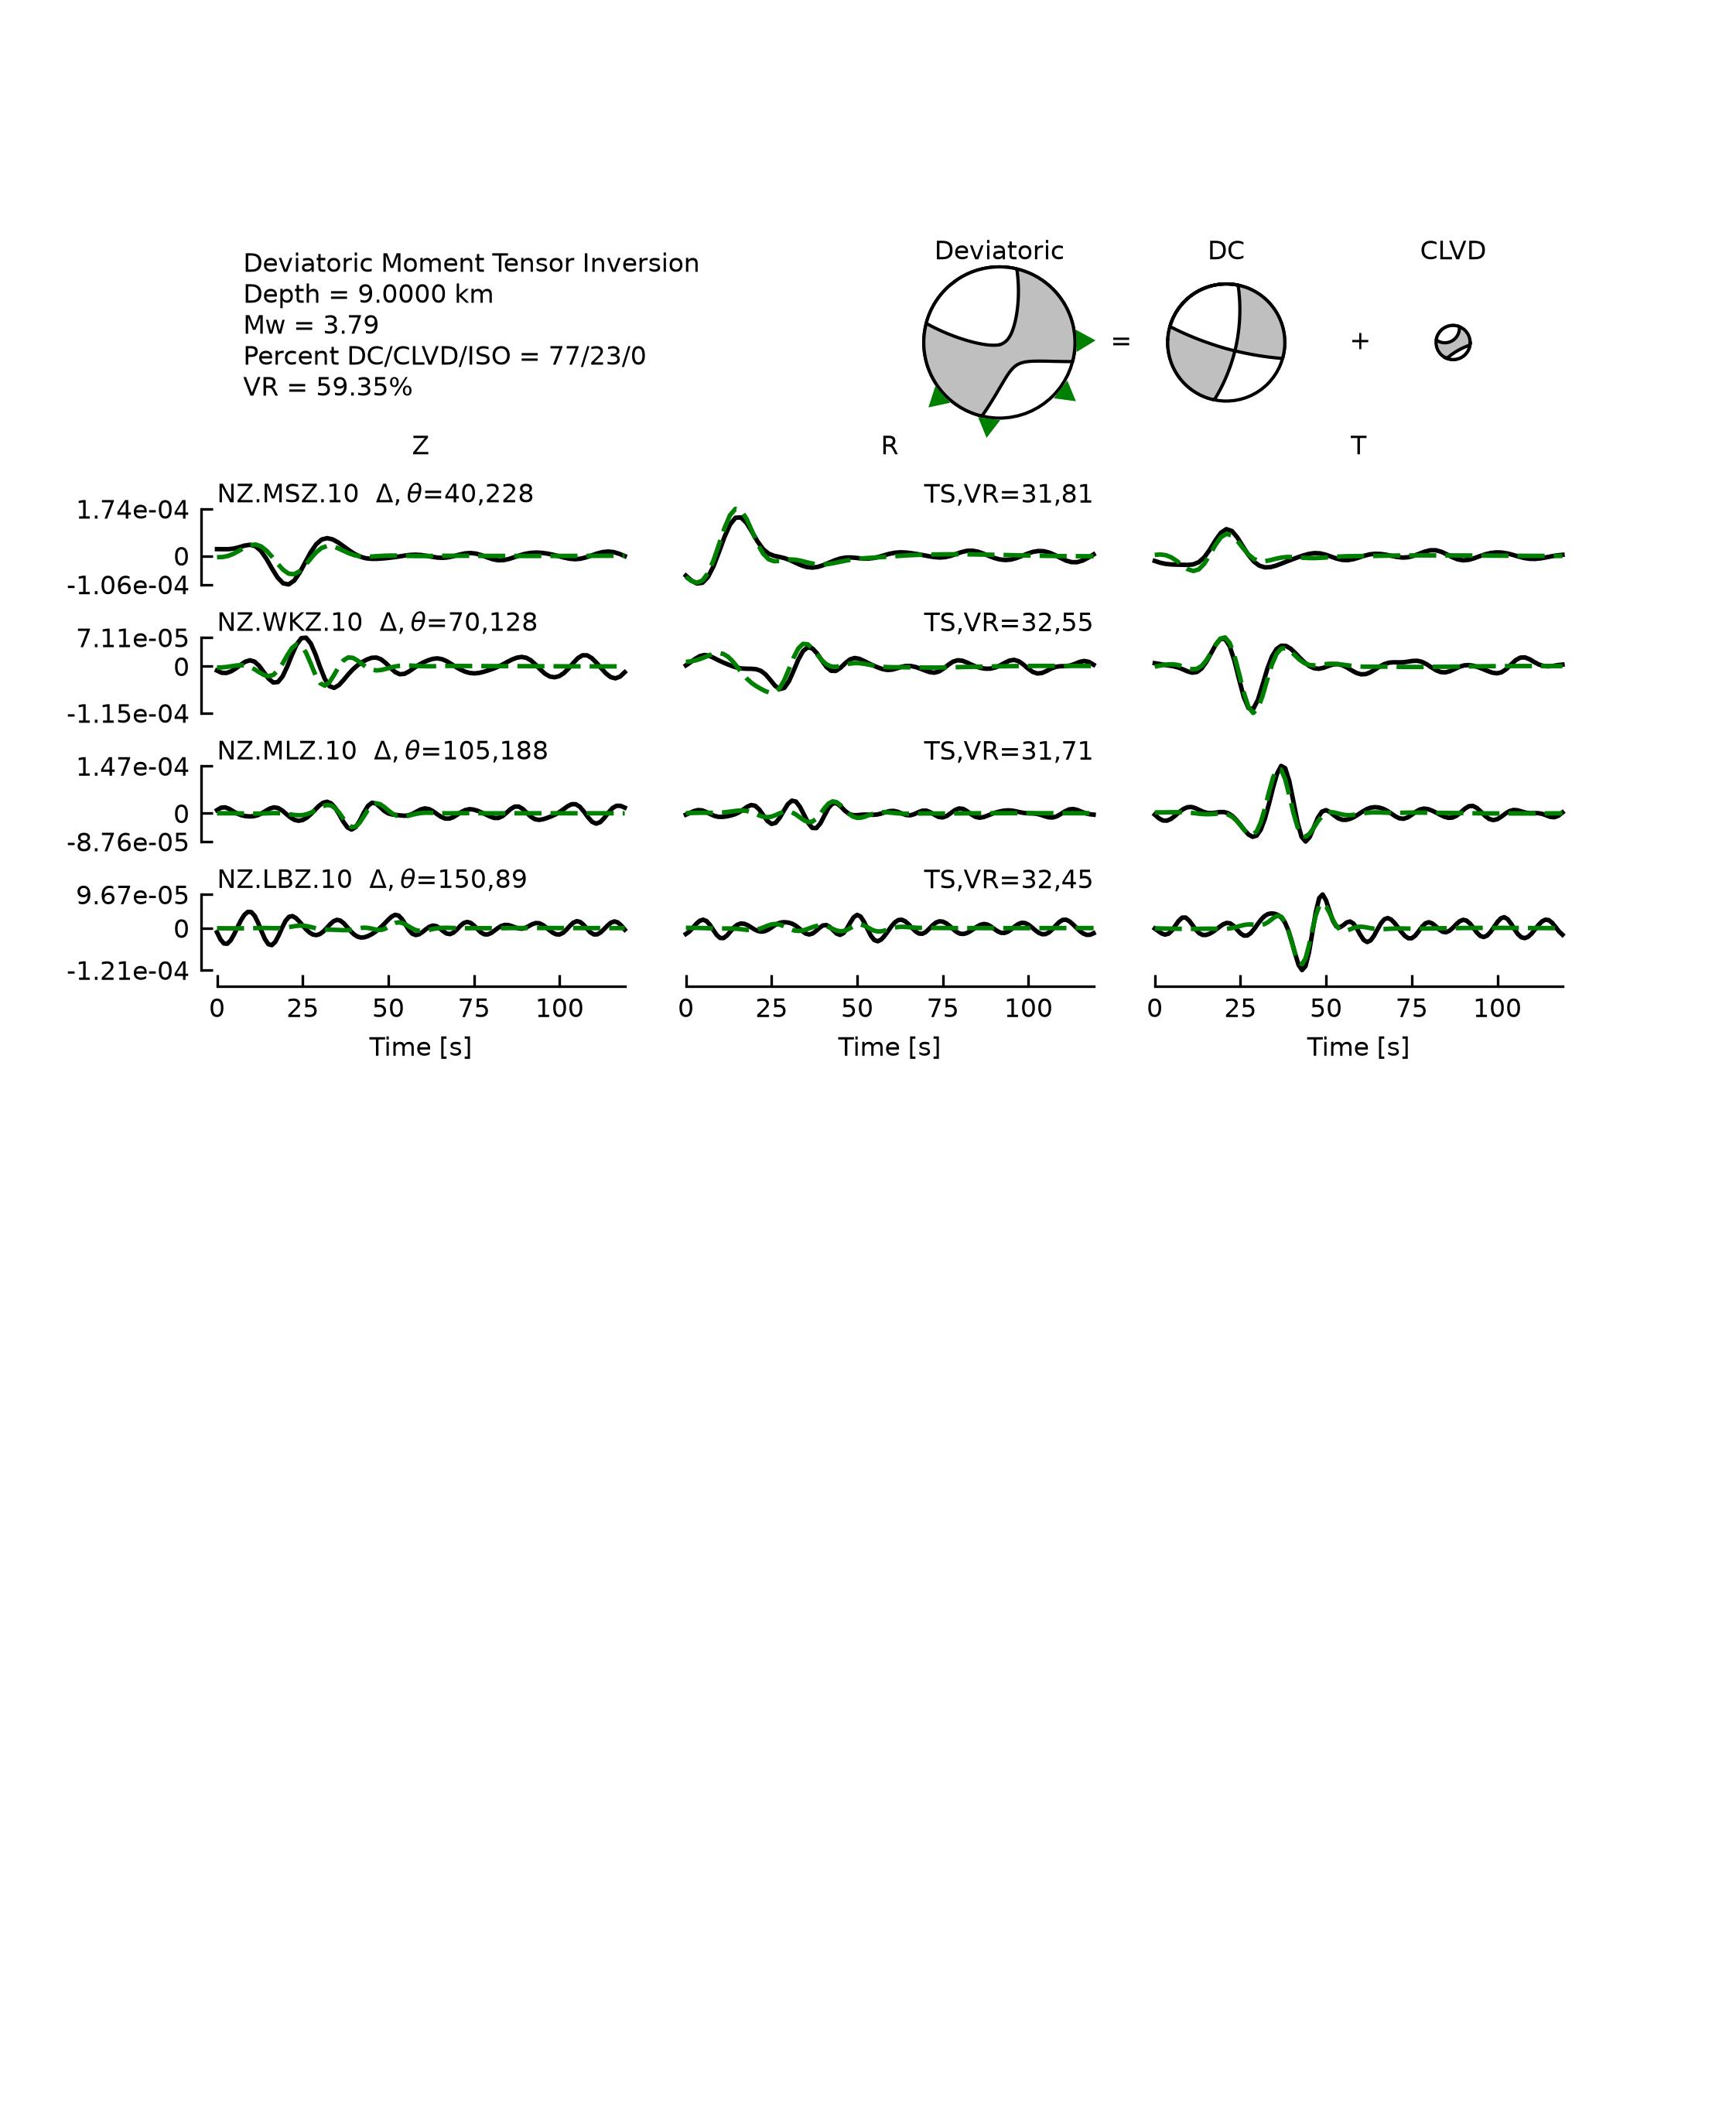 Deviatoric Moment Tensor Inversion
Depth = 9.0000 km
Mw = 3.79
Percent DC/CLVD/ISO = 77/23/0
VR = 59.35%
Deviatoric
=
DC
+
CLVD
Z
R
T
NZ.MSZ.10 Δ,θ=40,228
TS,VR=31,81
1.74e-04
0
-1.06e-04
NZ.WKZ.10 Δ,θ=70,128
TS,VR=32,55
7.11e-05
0
-1.15e-04
NZ.MLZ.10 Δ,θ=105,188
TS,VR=31,71
1.47e-04
0
-8.76e-05
NZ.LBZ.10 Δ,θ=150,89
TS,VR=32,45
9.67e-05
0
-1.21e-04
0 25 50 75 100
0 25 50 75 100
0 25 50 75 100
Time [s]
Time [s]
Time [s]